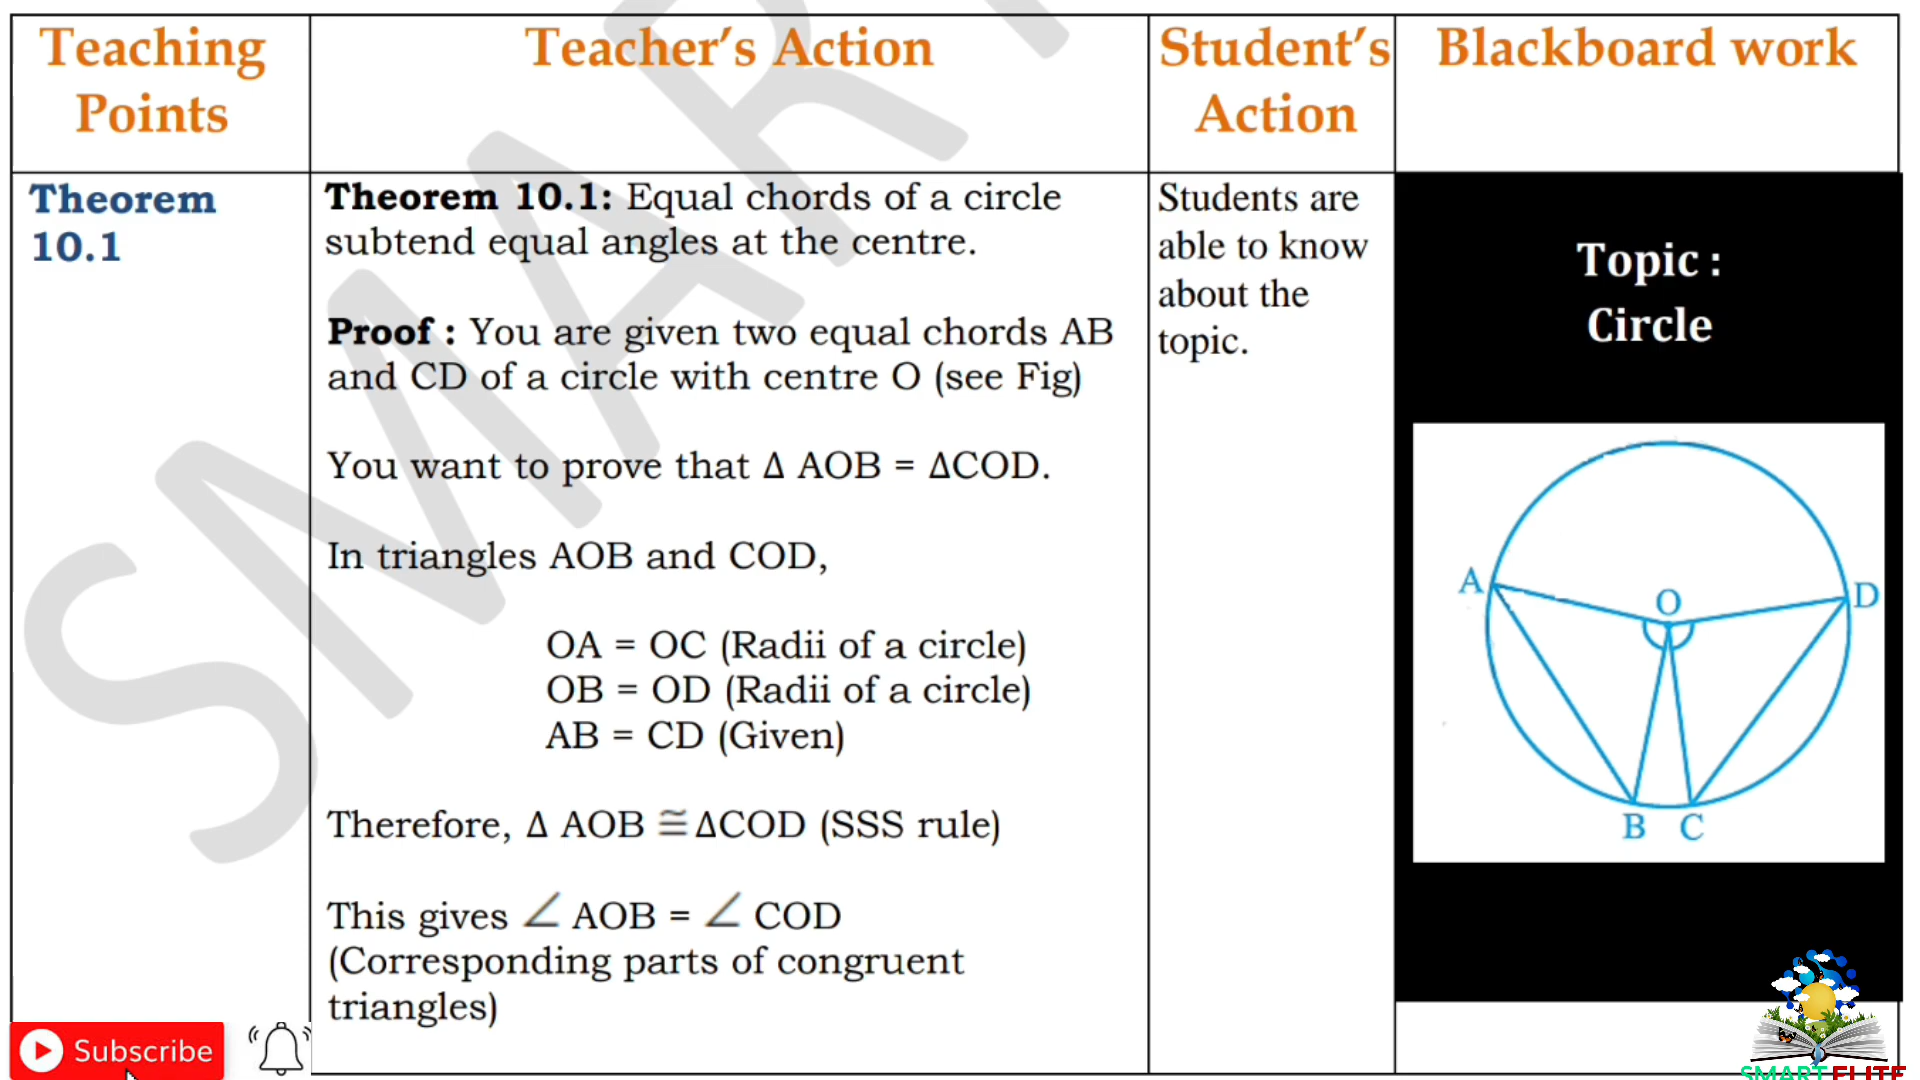 Teaching
Points
Teacher's Action
Student's
Action
Blackboard work
Theorem
10.1
Theorem 10.1: Equal chords of a circle
subtend equal angles at the centre.
Proof : You are given two equal chords AB
and CD of a circle with centre O (see Fig)
You want to prove that Δ AOB = ΔCOD.
In triangles AOB and COD,
OA = OC (Radii of a circle)
OB = OD (Radii of a circle)
AB = CD (Given)
Therefore, Δ AOB ≅ ΔCOD (SSS rule)
This gives ∠ AOB = ∠ COD
(Corresponding parts of congruent
triangles)
Students are
able to know
about the
topic.
Topic :
Circle
A
O
D
B C
Subscribe
SMART ELITE
SMART